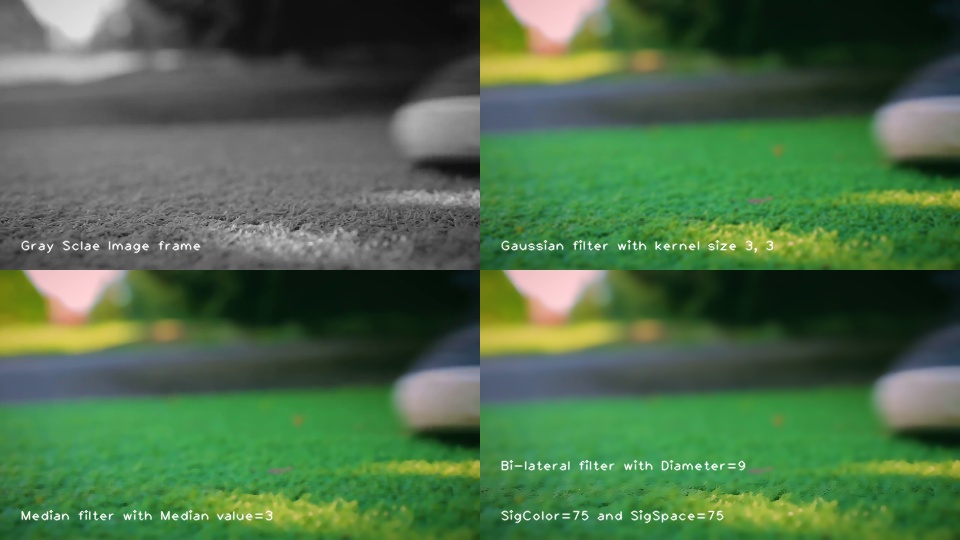 Gray Sclae Image frame
Gaussian filter with kernel size 3, 3
Median filter with Median value=3
Bi-lateral filter with Diameter=9
SigColor=75 and SigSpace=75